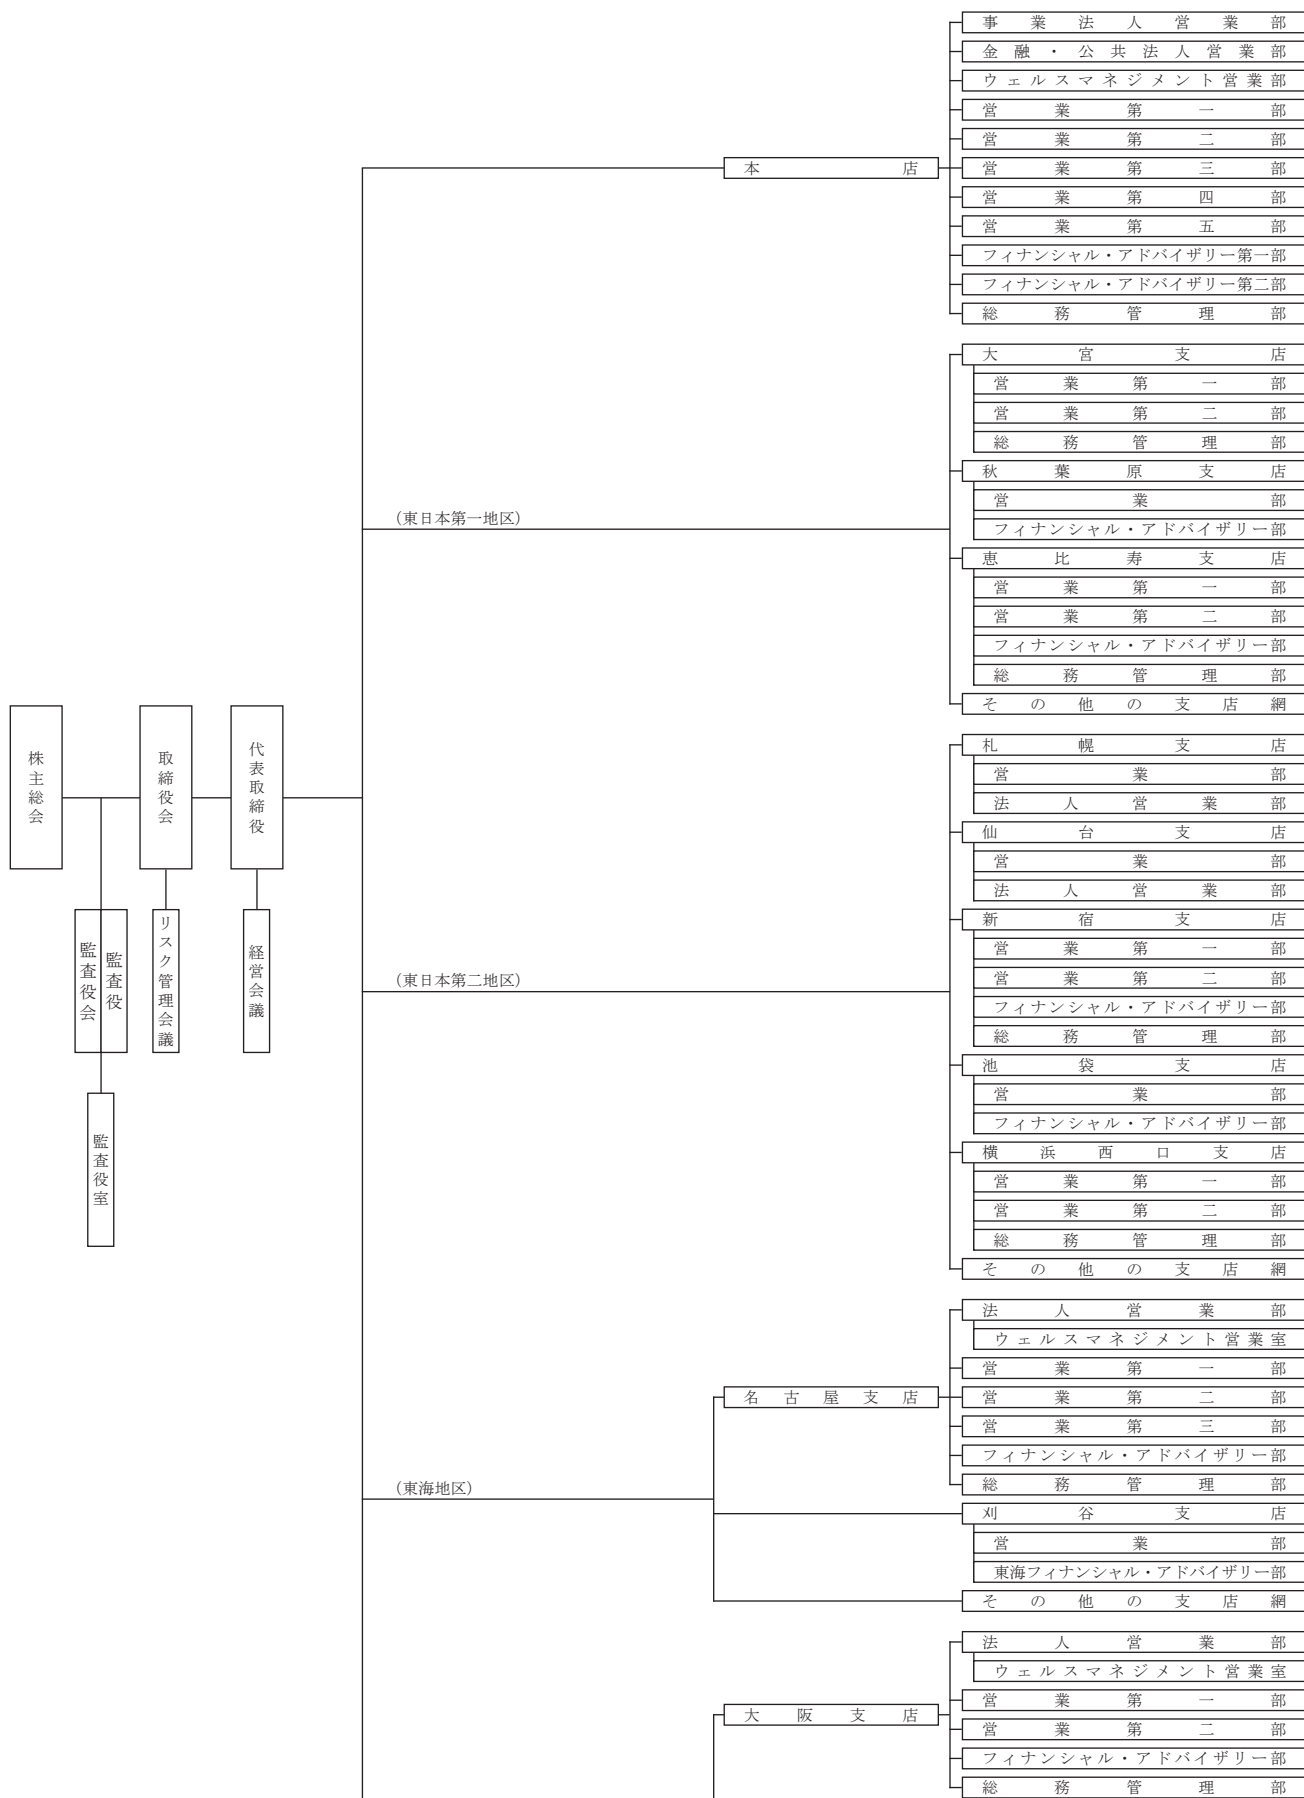 株主総会
取締役会
代表取締役
監査役会
監査役
リスク管理会議
経営会議
監査役室
本店
事業法人営業部
金融・公共法人営業部
ウェルスマネジメント営業部
営業第一部
営業第二部
営業第三部
営業第四部
営業第五部
フィナンシャル・アドバイザリー第一部
フィナンシャル・アドバイザリー第二部
総務管理部
(東日本第一地区)
大宮支店
営業第一部
営業第二部
総務管理部
秋葉原支店
営業部
フィナンシャル・アドバイザリー部
恵比寿支店
営業第一部
営業第二部
フィナンシャル・アドバイザリー部
総務管理部
その他の支店網
(東日本第二地区)
札幌支店
営業部
法人営業部
仙台支店
営業部
法人営業部
新宿支店
営業第一部
営業第二部
フィナンシャル・アドバイザリー部
総務管理部
池袋支店
営業部
フィナンシャル・アドバイザリー部
横浜西口支店
営業第一部
営業第二部
総務管理部
その他の支店網
(東海地区)
名古屋支店
法人営業部
ウェルスマネジメント営業室
営業第一部
営業第二部
営業第三部
フィナンシャル・アドバイザリー部
総務管理部
刈谷支店
営業部
東海フィナンシャル・アドバイザリー部
その他の支店網
大阪支店
法人営業部
ウェルスマネジメント営業室
営業第一部
営業第二部
フィナンシャル・アドバイザリー部
総務管理部